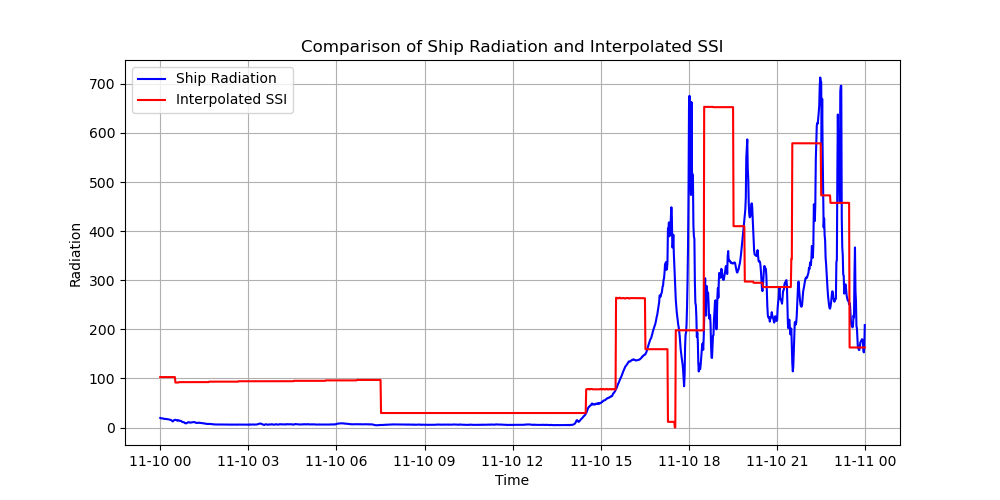 Comparison of Ship Radiation and Interpolated SSI
Ship Radiation
Interpolated SSI
Radiation
700
600
500
400
300
200
100
0
11-10 00 11-10 03 11-10 06 11-10 09 11-10 12 11-10 15 11-10 18 11-10 21 11-11 00
Time